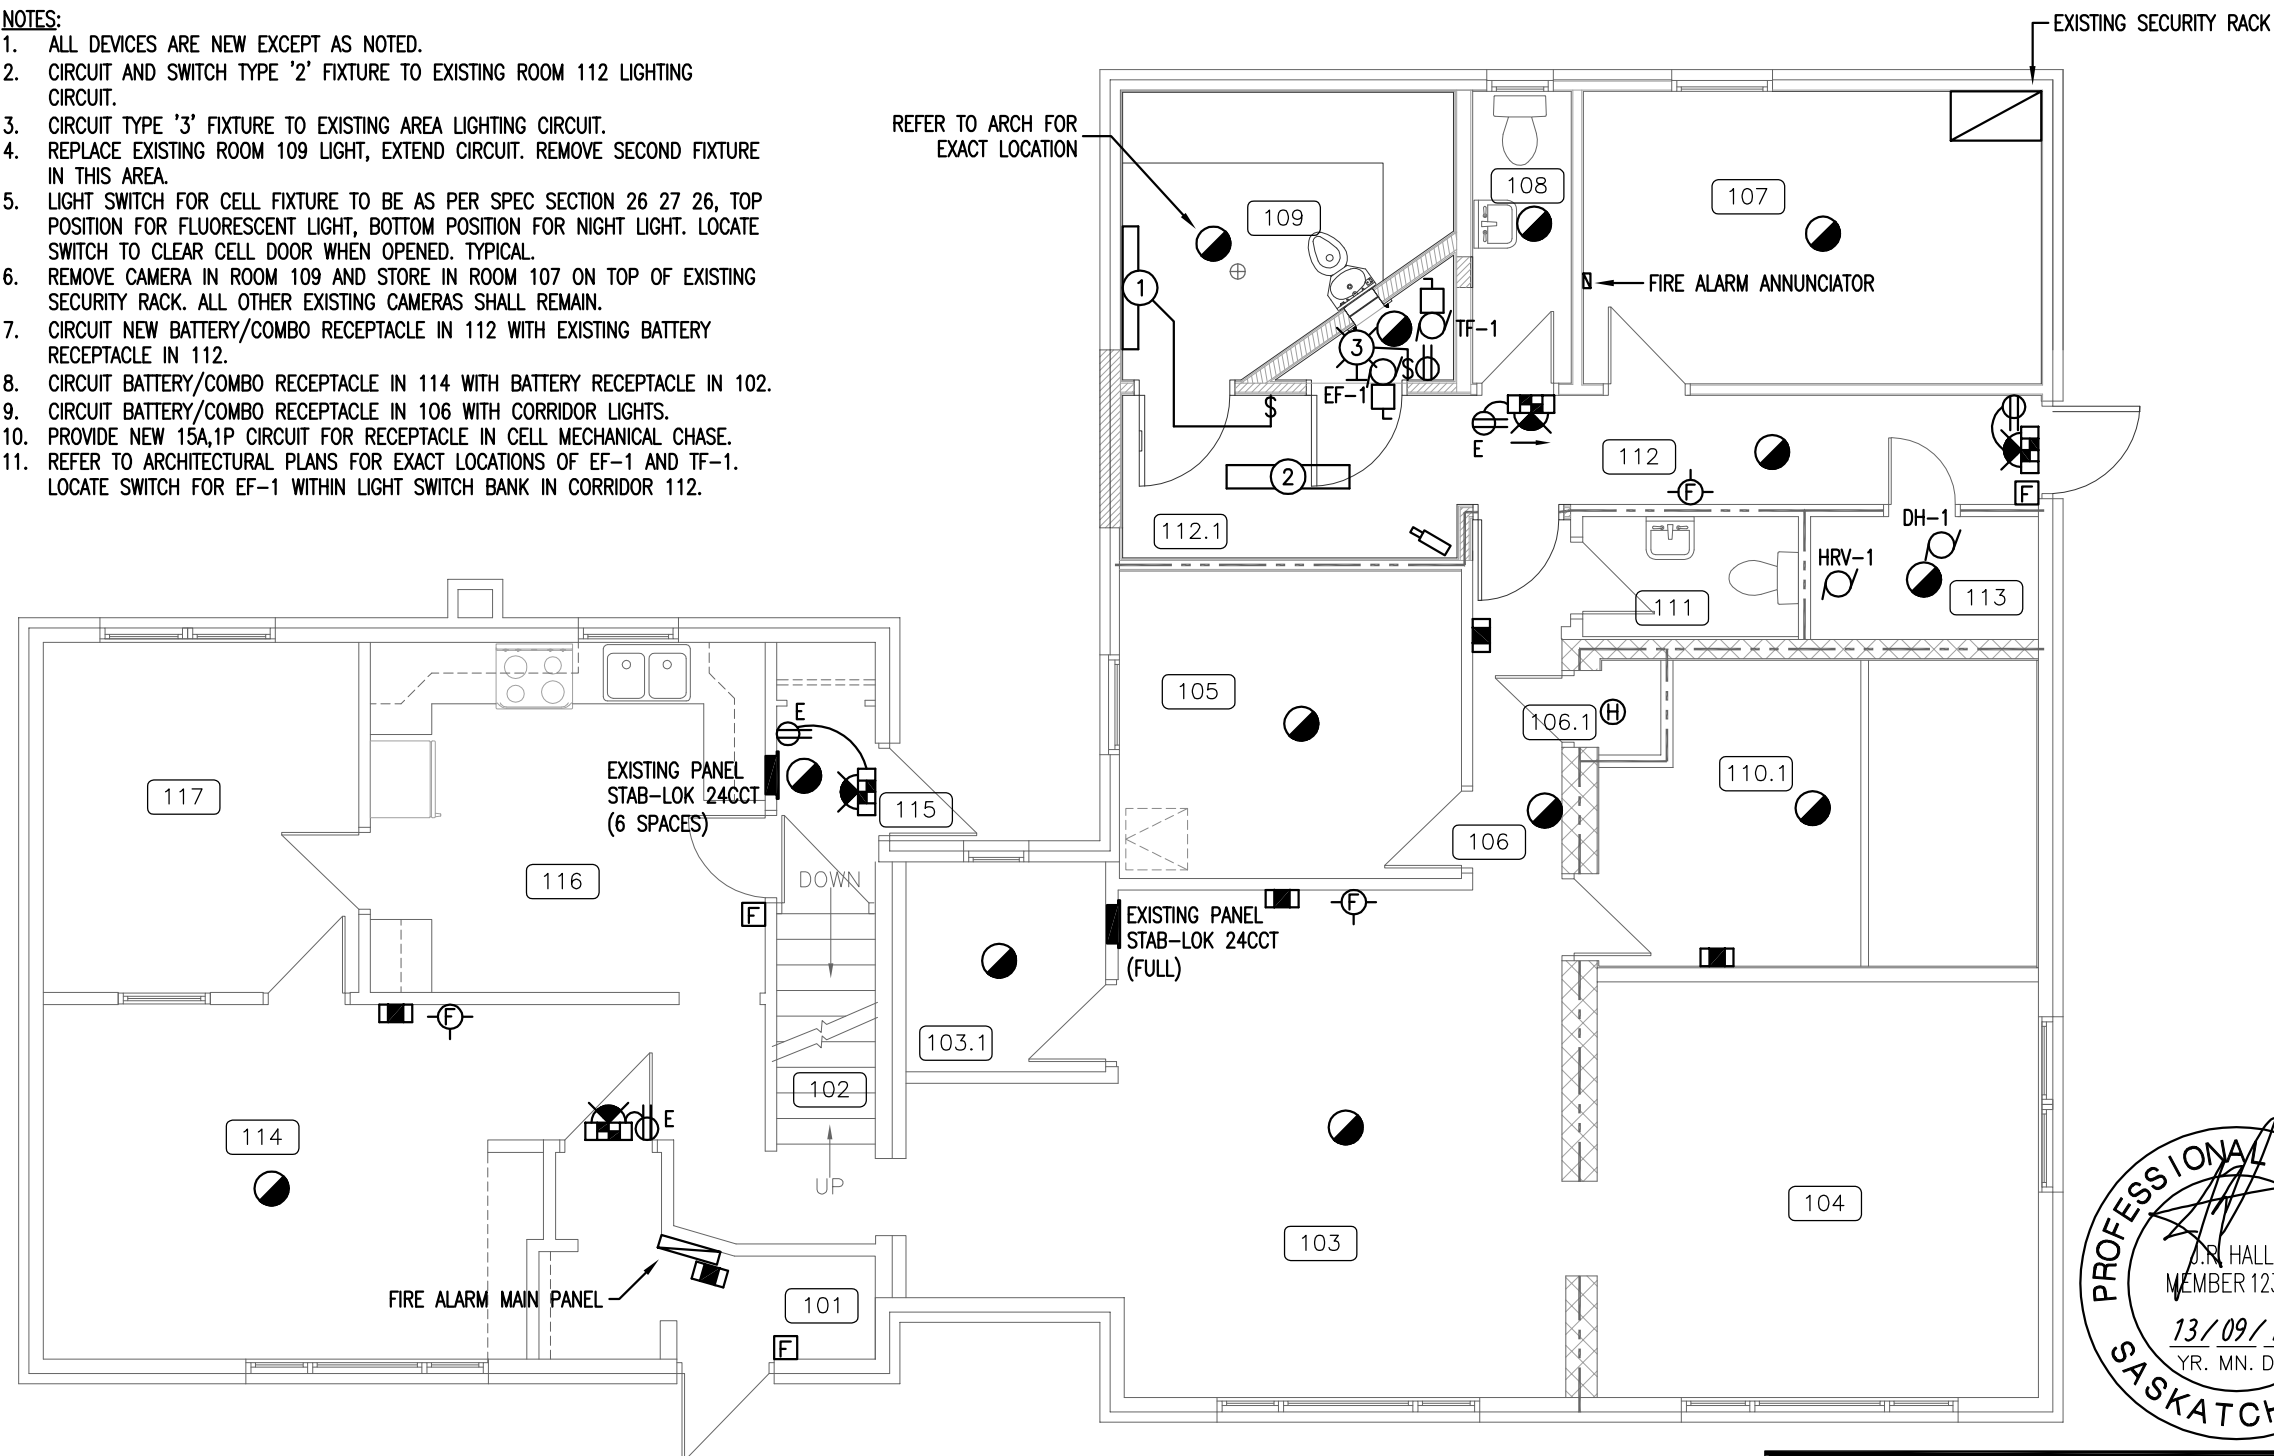 NOTES:
1. ALL DEVICES ARE NEW EXCEPT AS NOTED.
2. CIRCUIT AND SWITCH TYPE '2' FIXTURE TO EXISTING ROOM 112 LIGHTING
CIRCUIT.
3. CIRCUIT TYPE '3' FIXTURE TO EXISTING AREA LIGHTING CIRCUIT.
4. REPLACE EXISTING ROOM 109 LIGHT, EXTEND CIRCUIT. REMOVE SECOND FIXTURE
IN THIS AREA.
5. LIGHT SWITCH FOR CELL FIXTURE TO BE AS PER SPEC SECTION 26 27 26, TOP
POSITION FOR FLUORESCENT LIGHT, BOTTOM POSITION FOR NIGHT LIGHT. LOCATE
SWITCH TO CLEAR CELL DOOR WHEN OPENED. TYPICAL.
6. REMOVE CAMERA IN ROOM 109 AND STORE IN ROOM 107 ON TOP OF EXISTING
SECURITY RACK. ALL OTHER EXISTING CAMERAS SHALL REMAIN.
7. CIRCUIT NEW BATTERY/COMBO RECEPTACLE IN 112 WITH EXISTING BATTERY
RECEPTACLE IN 112.
8. CIRCUIT BATTERY/COMBO RECEPTACLE IN 114 WITH BATTERY RECEPTACLE IN 102.
9. CIRCUIT BATTERY/COMBO RECEPTACLE IN 106 WITH CORRIDOR LIGHTS.
10. PROVIDE NEW 15A,1P CIRCUIT FOR RECEPTACLE IN CELL MECHANICAL CHASE.
11. REFER TO ARCHITECTURAL PLANS FOR EXACT LOCATIONS OF EF-1 AND TF-1.
LOCATE SWITCH FOR EF-1 WITHIN LIGHT SWITCH BANK IN CORRIDOR 112.
EXISTING SECURITY RACK
REFER TO ARCH FOR
EXACT LOCATION
108
107
109
1
FIRE ALARM ANNUNCIATOR
TF-1
3
S
EF-1
S
E
112
2
F
F
112.1
DH-1
HRV-1
111
113
105
106.1
H
110.1
106
E
EXISTING PANEL
STAB-LOK 24CCT
(6 SPACES)
117
115
116
DOWN
F
F
EXISTING PANEL
STAB-LOK 24CCT
(FULL)
F
103.1
102
E
114
UP
104
103
FIRE ALARM MAIN PANEL
101
F
PROFESSIONAL
J.R. HALL
MEMBER
13/09/
YR. MN. D